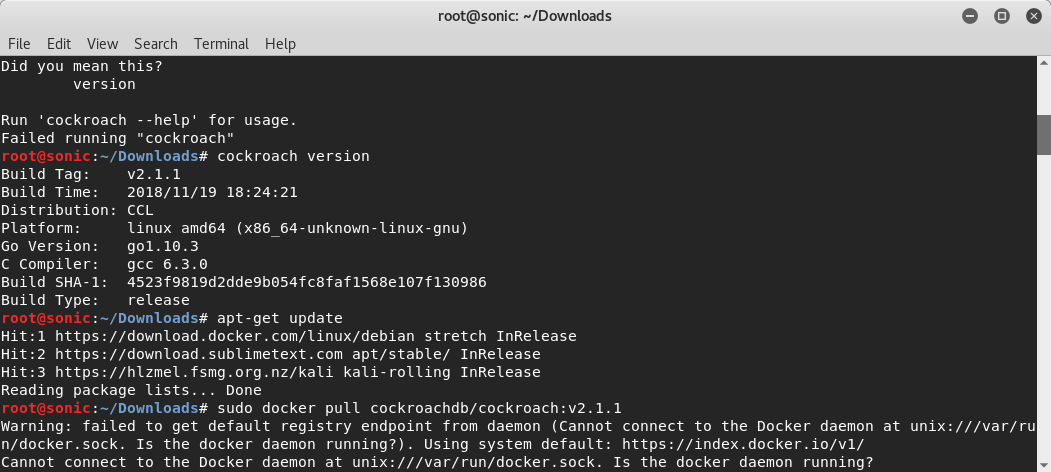 root@sonic: ~/Downloads
File Edit View Search Terminal Help
Did you mean this?
        version
Run 'cockroach --help' for usage.
Failed running "cockroach"
root@sonic:~/Downloads# cockroach version
Build Tag:    v2.1.1
Build Time:   2018/11/19 18:24:21
Distribution: CCL
Platform:     linux amd64 (x86_64-unknown-linux-gnu)
Go Version:   go1.10.3
C Compiler:   gcc 6.3.0
Build SHA-1:  4523f9819d2dde9b054fc8faf1568e107f130986
Build Type:   release
root@sonic:~/Downloads# apt-get update
Hit:1 https://download.docker.com/linux/debian stretch InRelease
Hit:2 https://download.sublimetext.com apt/stable/ InRelease
Hit:3 https://hlzmel.fsmg.org.nz/kali kali-rolling InRelease
Reading package lists... Done
root@sonic:~/Downloads# sudo docker pull cockroachdb/cockroach:v2.1.1
Warning: failed to get default registry endpoint from daemon (Cannot connect to the Docker daemon at unix:///var/ru
n/docker.sock. Is the docker daemon running?). Using system default: https://index.docker.io/v1/
Cannot connect to the Docker daemon at unix:///var/run/docker.sock. Is the docker daemon running?